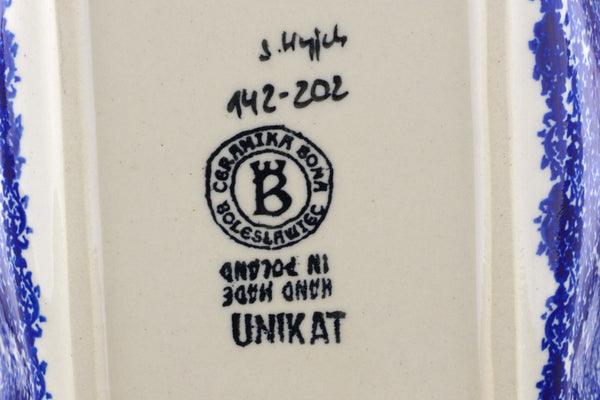 142-202
CERAMIKA BONA
B
BOLESŁAWIEC
HAND MADE
IN POLAND
UNIKAT